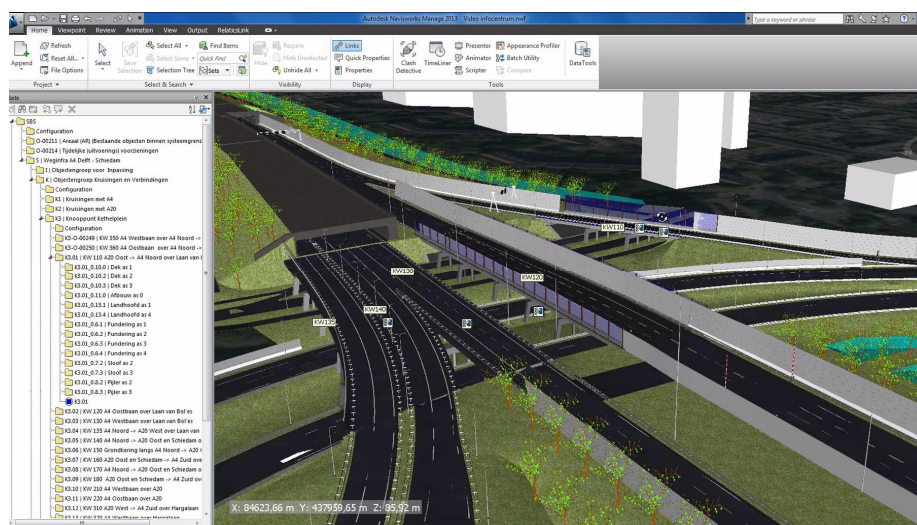 Autodesk Navisworks Manage 2013 Video infocentrum.nwf
Type a keyword or phrase
Home Viewpoint Review Animation View Output RelaticsLink
Append
Refresh
Reset All...
File Options
Project
Select
Save Selection
Select All
Select Same
Selection Tree
Find Items
Quick Find
Sets
Select & Search
Hide
Require
Hide Unselected
Unhide All
Visibility
Links
Quick Properties
Properties
Display
Clash Detective
TimeLiner
Presenter
Animator
Scripter
Appearance Profiler
Batch Utility
Compare
Tools
DataTools
Sets
SBS
Configuration
O-00211 | Areaal (AR) (Bestaande objecten binnen systeemgrenz
O-00214 | Tijdelijke (uitvoerings) voorzieningen
S | Weginfra A4 Delft - Schiedam
I | Objectengroep voor Inpassing
K | Objectengroep Kruisingen en Verbindingen
Configuration
K1 | Kruisingen met A4
K2 | Kruisingen met A20
K3 | Knooppunt Kethelplein
Configuration
K3-O-00249 | KW 350 A4 Westbaan over A4 Noord ->
K3-O-00250 | KW 360 A4 Oostbaan over A4 Noord ->
K3.01 | KW 110 A20 Oost -> A4 Noord over Laan van
K3.01_0.10.0 | Dek as 1
K3.01_0.10.2 | Dek as 2
K3.01_0.10.3 | Dek as 3
K3.01_0.11.0 | Afbouw as 0
K3.01_0.13.1 | Landhoofd as 1
K3.01_0.13.4 | Landhoofd as 4
K3.01_0.6.1 | Fundering as 1
K3.01_0.6.2 | Fundering as 2
K3.01_0.6.3 | Fundering as 3
K3.01_0.6.4 | Fundering as 4
K3.01_0.7.2 | Sloof as 2
K3.01_0.7.3 | Sloof as 3
K3.01_0.8.2 | Pijler as 2
K3.01_0.8.3 | Pijler as 3
K3.01
K3.02 | KW 120 A4 Oostbaan over Laan van Bol'es
K3.03 | KW 130 A4 Westbaan over Laan van Bol'es
K3.04 | KW 135 A4 Noord -> A20 West over Laan van
K3.05 | KW 140 A4 Noord -> A20 Oost en Schiedam o
K3.06 | KW 150 Grondkering langs A4 Noord -> A20
K3.07 | KW 160 A20 Oost en Schiedam -> A4 Zuid ove
K3.08 | KW 170 A4 Noord -> A20 Oost en Schiedam o
K3.09 | KW 180 A20 Oost en Schiedam -> A4 Zuid ove
K3.10 | KW 210 A4 Westbaan over A20
K3.11 | KW 220 A4 Oostbaan over A20
K3.12 | KW 310 A20 West -> A4 Zuid over Hargalaan
K3.13 | KW 320 A4 Westbaan over Hargalaan
KW110
KW120
KW130
KW140
KW135
X: 84623,66 m Y: 437959,65 m Z: 85,92 m